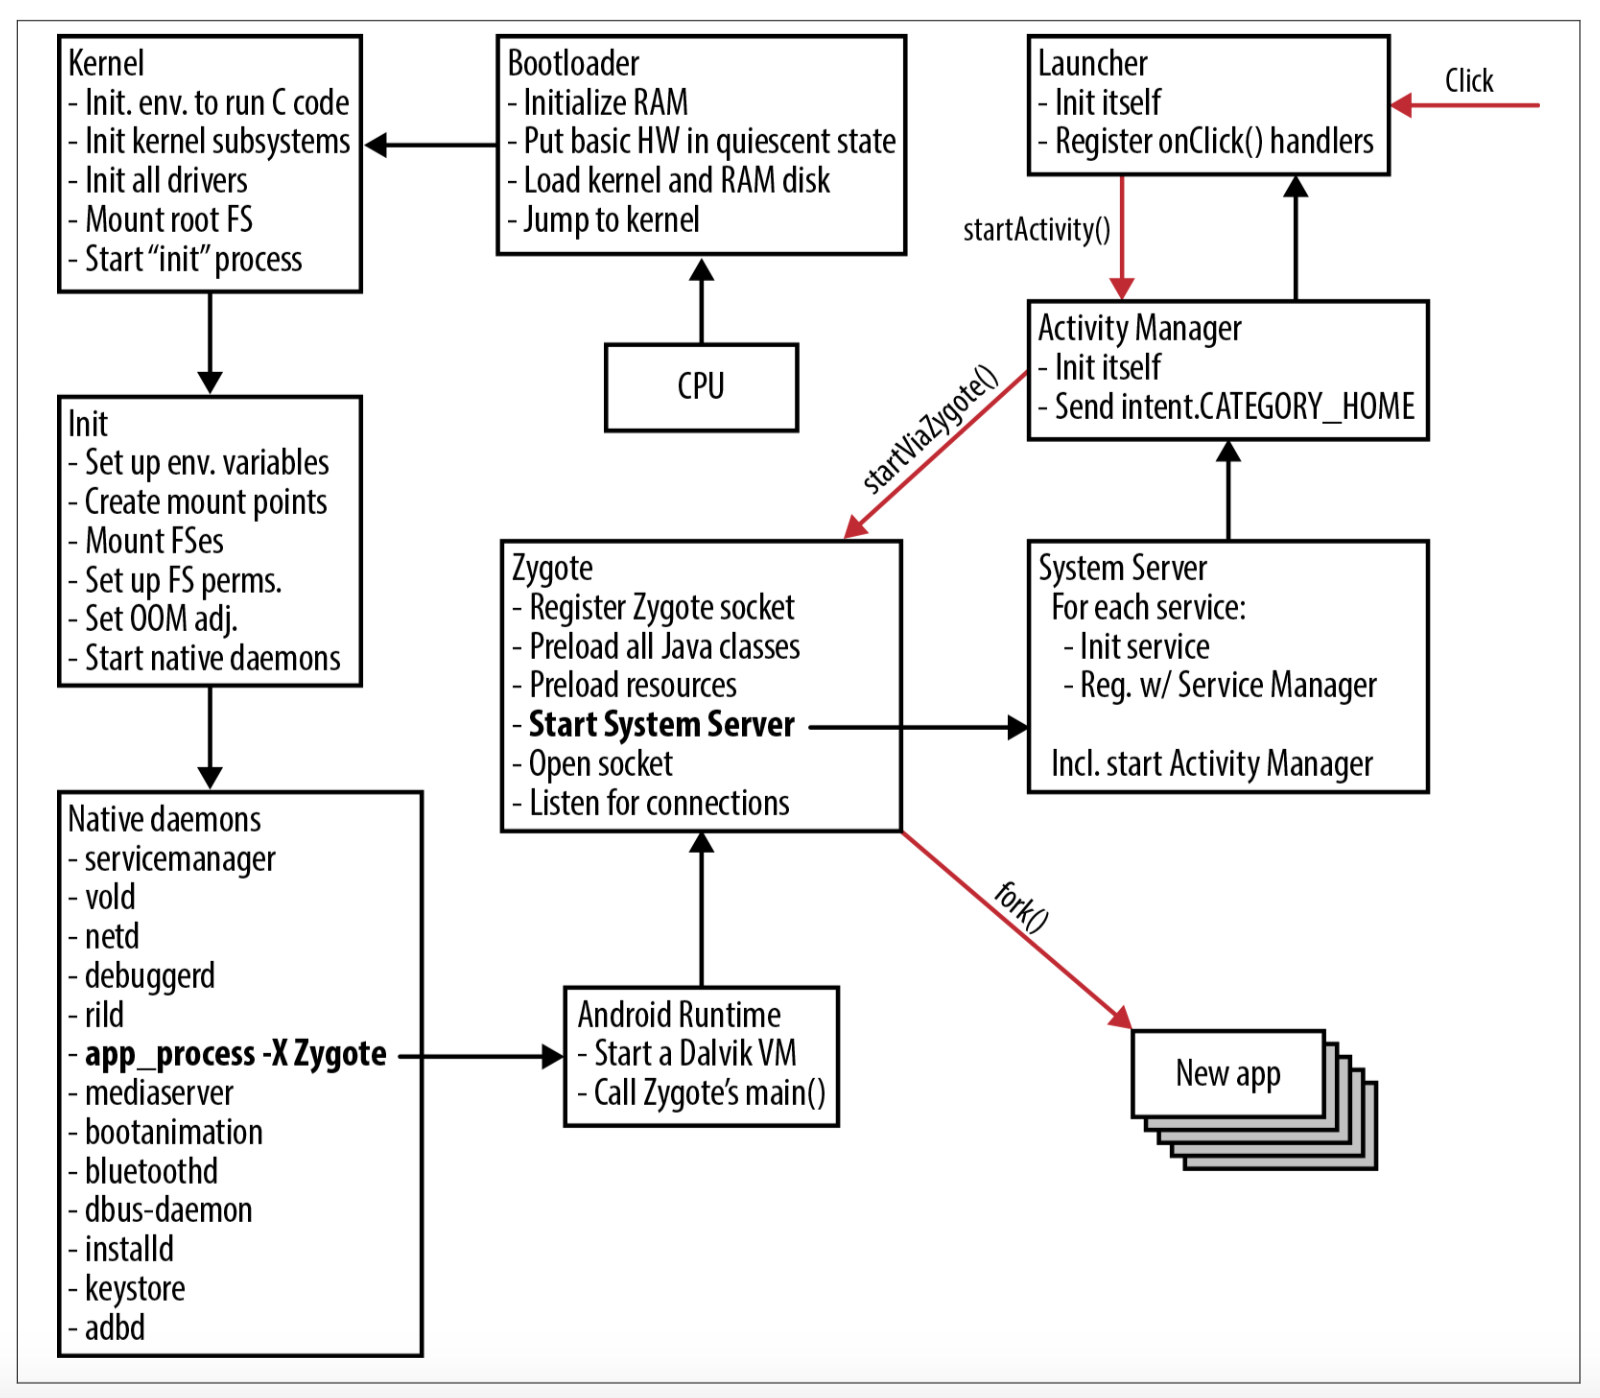 Kernel
- Init. env. to run C code
- Init kernel subsystems
- Init all drivers
- Mount root FS
- Start “init” process
Bootloader
- Initialize RAM
- Put basic HW in quiescent state
- Load kernel and RAM disk
- Jump to kernel
Launcher
- Init itself
- Register onClick() handlers
Click
startActivity()
CPU
Activity Manager
- Init itself
- Send intent.CATEGORY_HOME
startViaZygote()
Init
- Set up env. variables
- Create mount points
- Mount FSes
- Set up FS perms.
- Set OOM adj.
- Start native daemons
Zygote
- Register Zygote socket
- Preload all Java classes
- Preload resources
- Start System Server
- Open socket
- Listen for connections
System Server
For each service:
- Init service
- Reg. w/ Service Manager
Incl. start Activity Manager
Native daemons
- servicemanager
- vold
- netd
- debuggerd
- rild
- app_process -X Zygote
- mediaserver
- bootanimation
- bluetoothd
- dbus-daemon
- installd
- keystore
- adbd
Android Runtime
- Start a Dalvik VM
- Call Zygote’s main()
fork()
New app